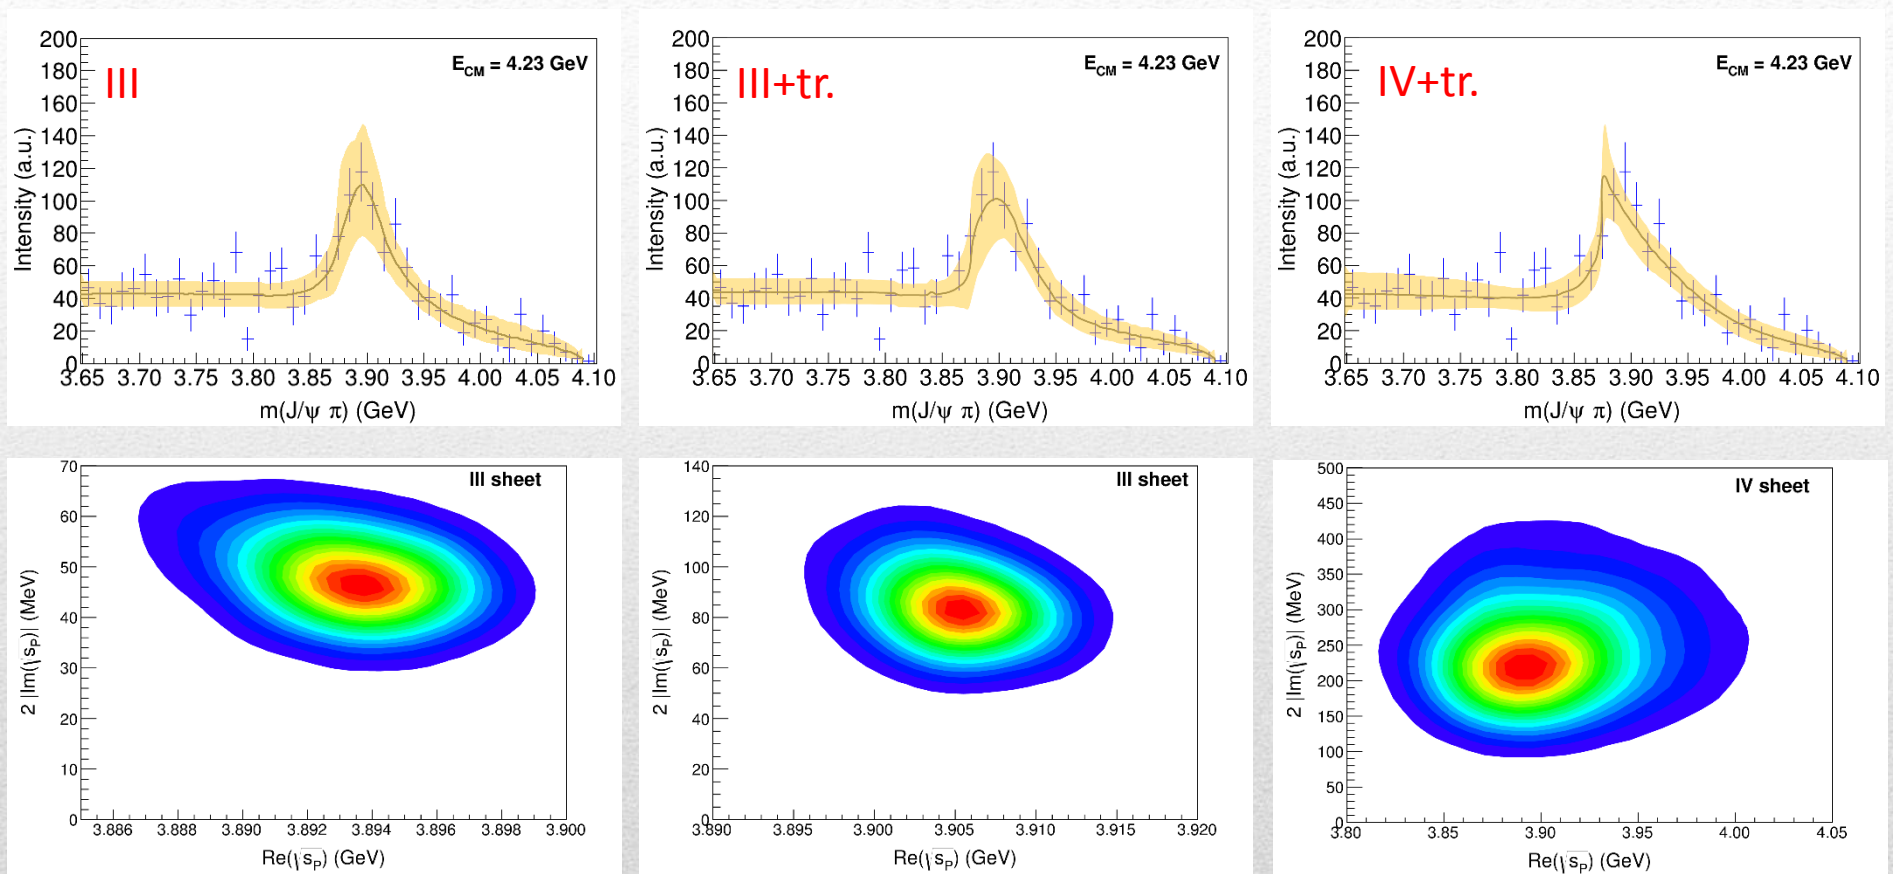 III
E_CM = 4.23 GeV
200
180
160
140
120
100
80
60
40
20
0
3.65 3.70 3.75 3.80 3.85 3.90 3.95 4.00 4.05 4.10
Intensity (a.u.)
m(J/ψ π) (GeV)
III+tr.
E_CM = 4.23 GeV
200
180
160
140
120
100
80
60
40
20
0
3.65 3.70 3.75 3.80 3.85 3.90 3.95 4.00 4.05 4.10
Intensity (a.u.)
m(J/ψ π) (GeV)
IV+tr.
E_CM = 4.23 GeV
200
180
160
140
120
100
80
60
40
20
0
3.65 3.70 3.75 3.80 3.85 3.90 3.95 4.00 4.05 4.10
Intensity (a.u.)
m(J/ψ π) (GeV)
III sheet
70
60
50
40
30
20
10
0
3.886 3.888 3.890 3.892 3.894 3.896 3.898 3.900
2 |Im(√s_P)| (MeV)
Re(√s_P) (GeV)
III sheet
140
120
100
80
60
40
20
0
3.890 3.895 3.900 3.905 3.910 3.915 3.920
2 |Im(√s_P)| (MeV)
Re(√s_P) (GeV)
IV sheet
500
450
400
350
300
250
200
150
100
50
0
3.80 3.85 3.90 3.95 4.00 4.05
2 |Im(√s_P)| (MeV)
Re(√s_P) (GeV)